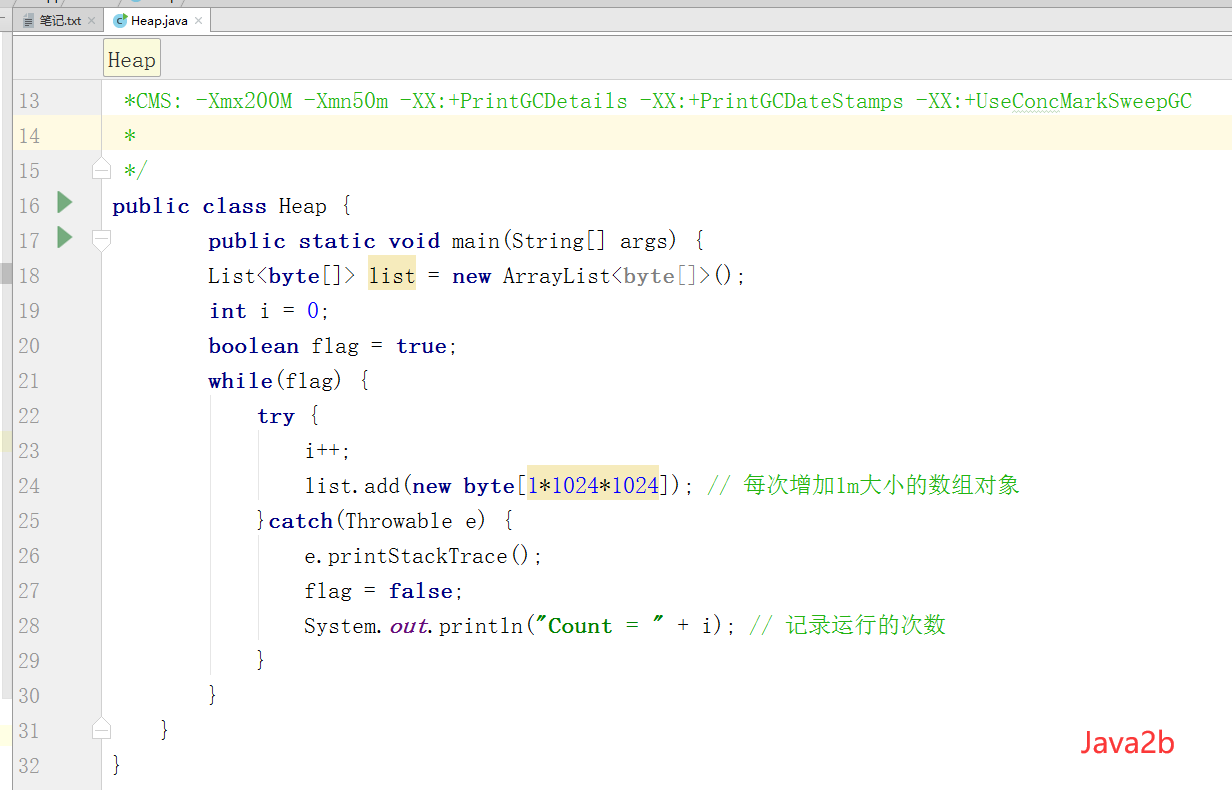 笔记.txt Heap.java
Heap
13 *CMS: -Xmx200M -Xmn50m -XX:+PrintGCDetails -XX:+PrintGCDateStamps -XX:+UseConcMarkSweepGC
14 *
15 */
16 public class Heap {
17 public static void main(String[] args) {
18 List<byte[]> list = new ArrayList<byte[]>();
19 int i = 0;
20 boolean flag = true;
21 while(flag) {
22 try {
23 i++;
24 list.add(new byte[1*1024*1024]); // 每次增加1m大小的数组对象
25 }catch(Throwable e) {
26 e.printStackTrace();
27 flag = false;
28 System.out.println("Count = " + i); // 记录运行的次数
29 }
30 }
31 }
32 }
Java2b